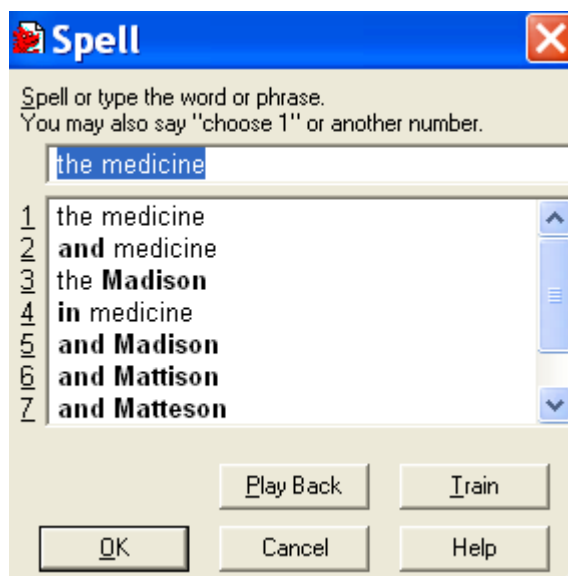 Spell
Spell or type the word or phrase.
You may also say "choose 1" or another number.
the medicine
1 the medicine
2 and medicine
3 the Madison
4 in medicine
5 and Madison
6 and Mattison
7 and Matteson
Play Back Train
OK Cancel Help